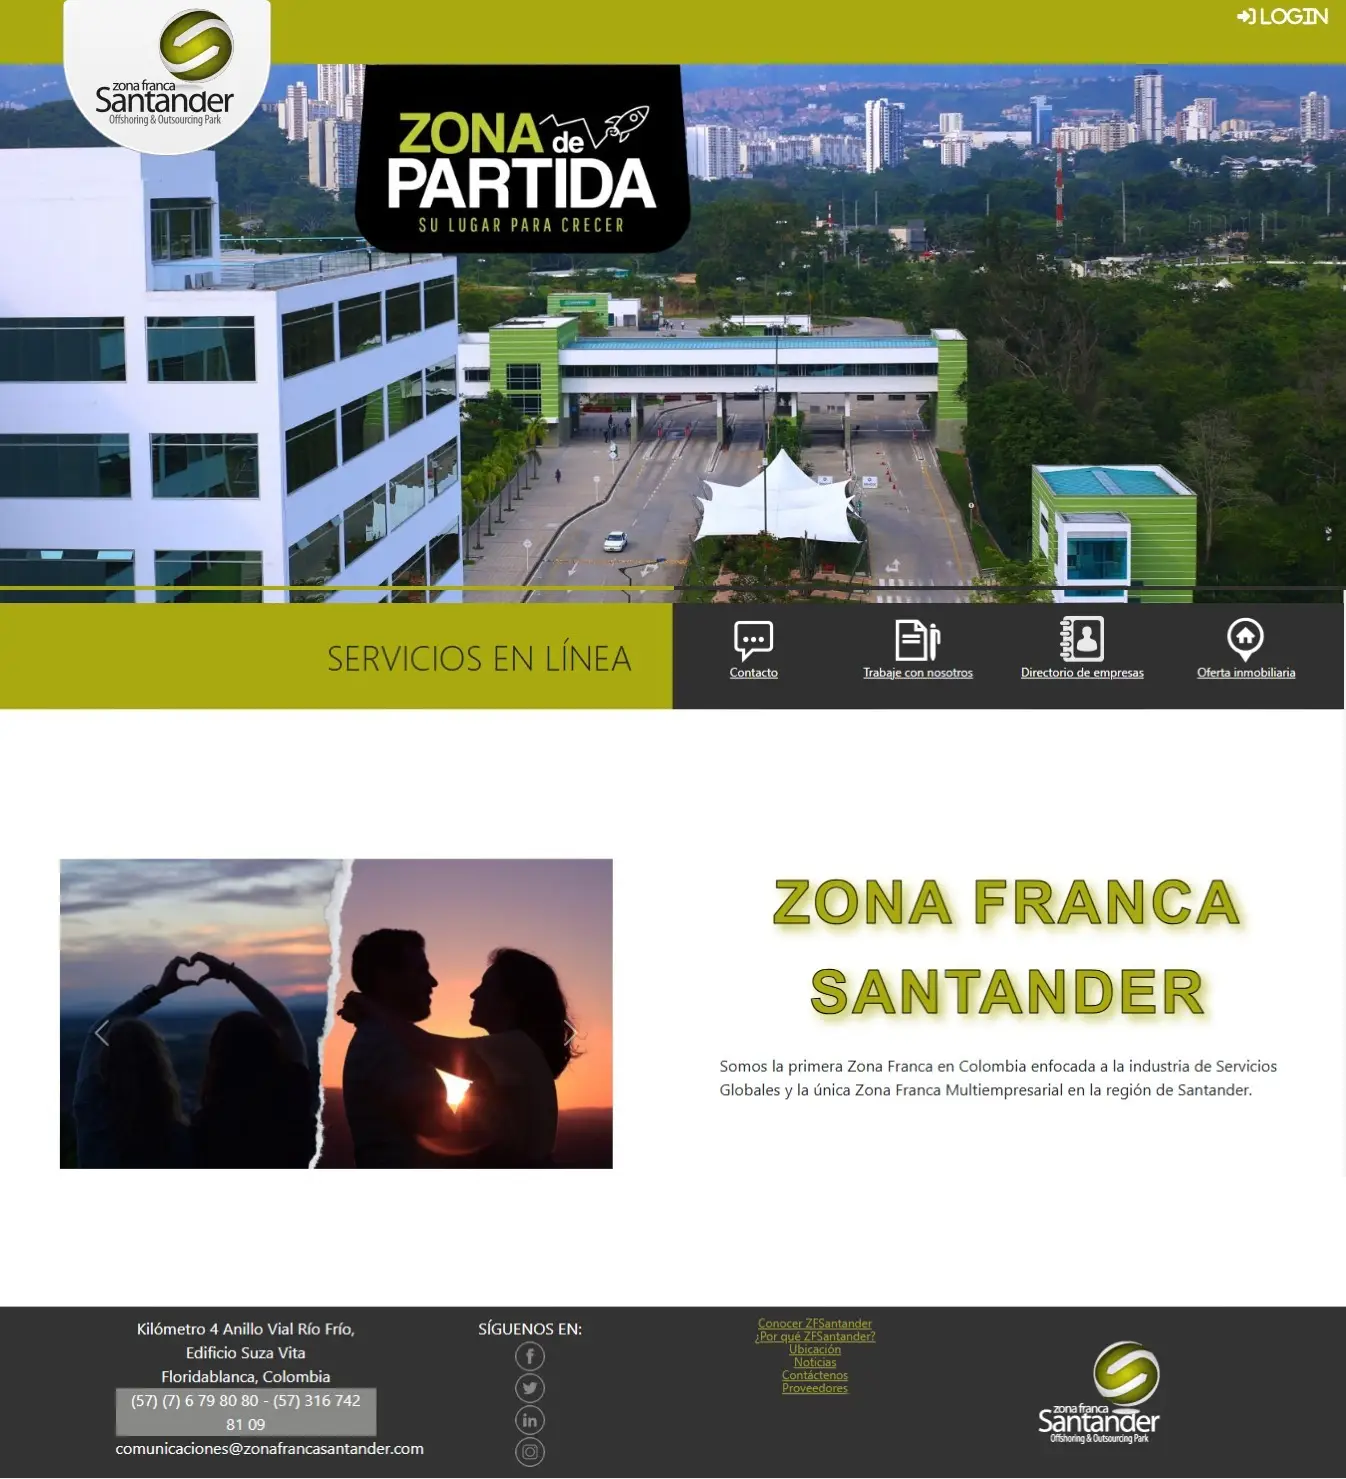 LOGIN
zona franca
Santander
Offshoring & Outsourcing Park
ZONA de
PARTIDA
SU LUGAR PARA CRECER
SERVICIOS EN LÍNEA
Contacto
Trabaje con nosotros
Directorio de empresas
Oferta inmobiliaria
ZONA FRANCA
SANTANDER
Somos la primera Zona Franca en Colombia enfocada a la industria de Servicios
Globales y la única Zona Franca Multiempresarial en la región de Santander.
Kilómetro 4 Anillo Vial Río Frío,
Edificio Suza Vita
Floridablanca, Colombia
(57) (7) 6 79 80 80 - (57) 316 742
81 09
comunicaciones@zonafrancasantander.com
SÍGUENOS EN:
Conocer ZFSantander
¿Por qué ZFSantander?
Ubicación
Noticias
Contáctenos
Proveedores
zona franca
Santander
Offshoring & Outsourcing Park